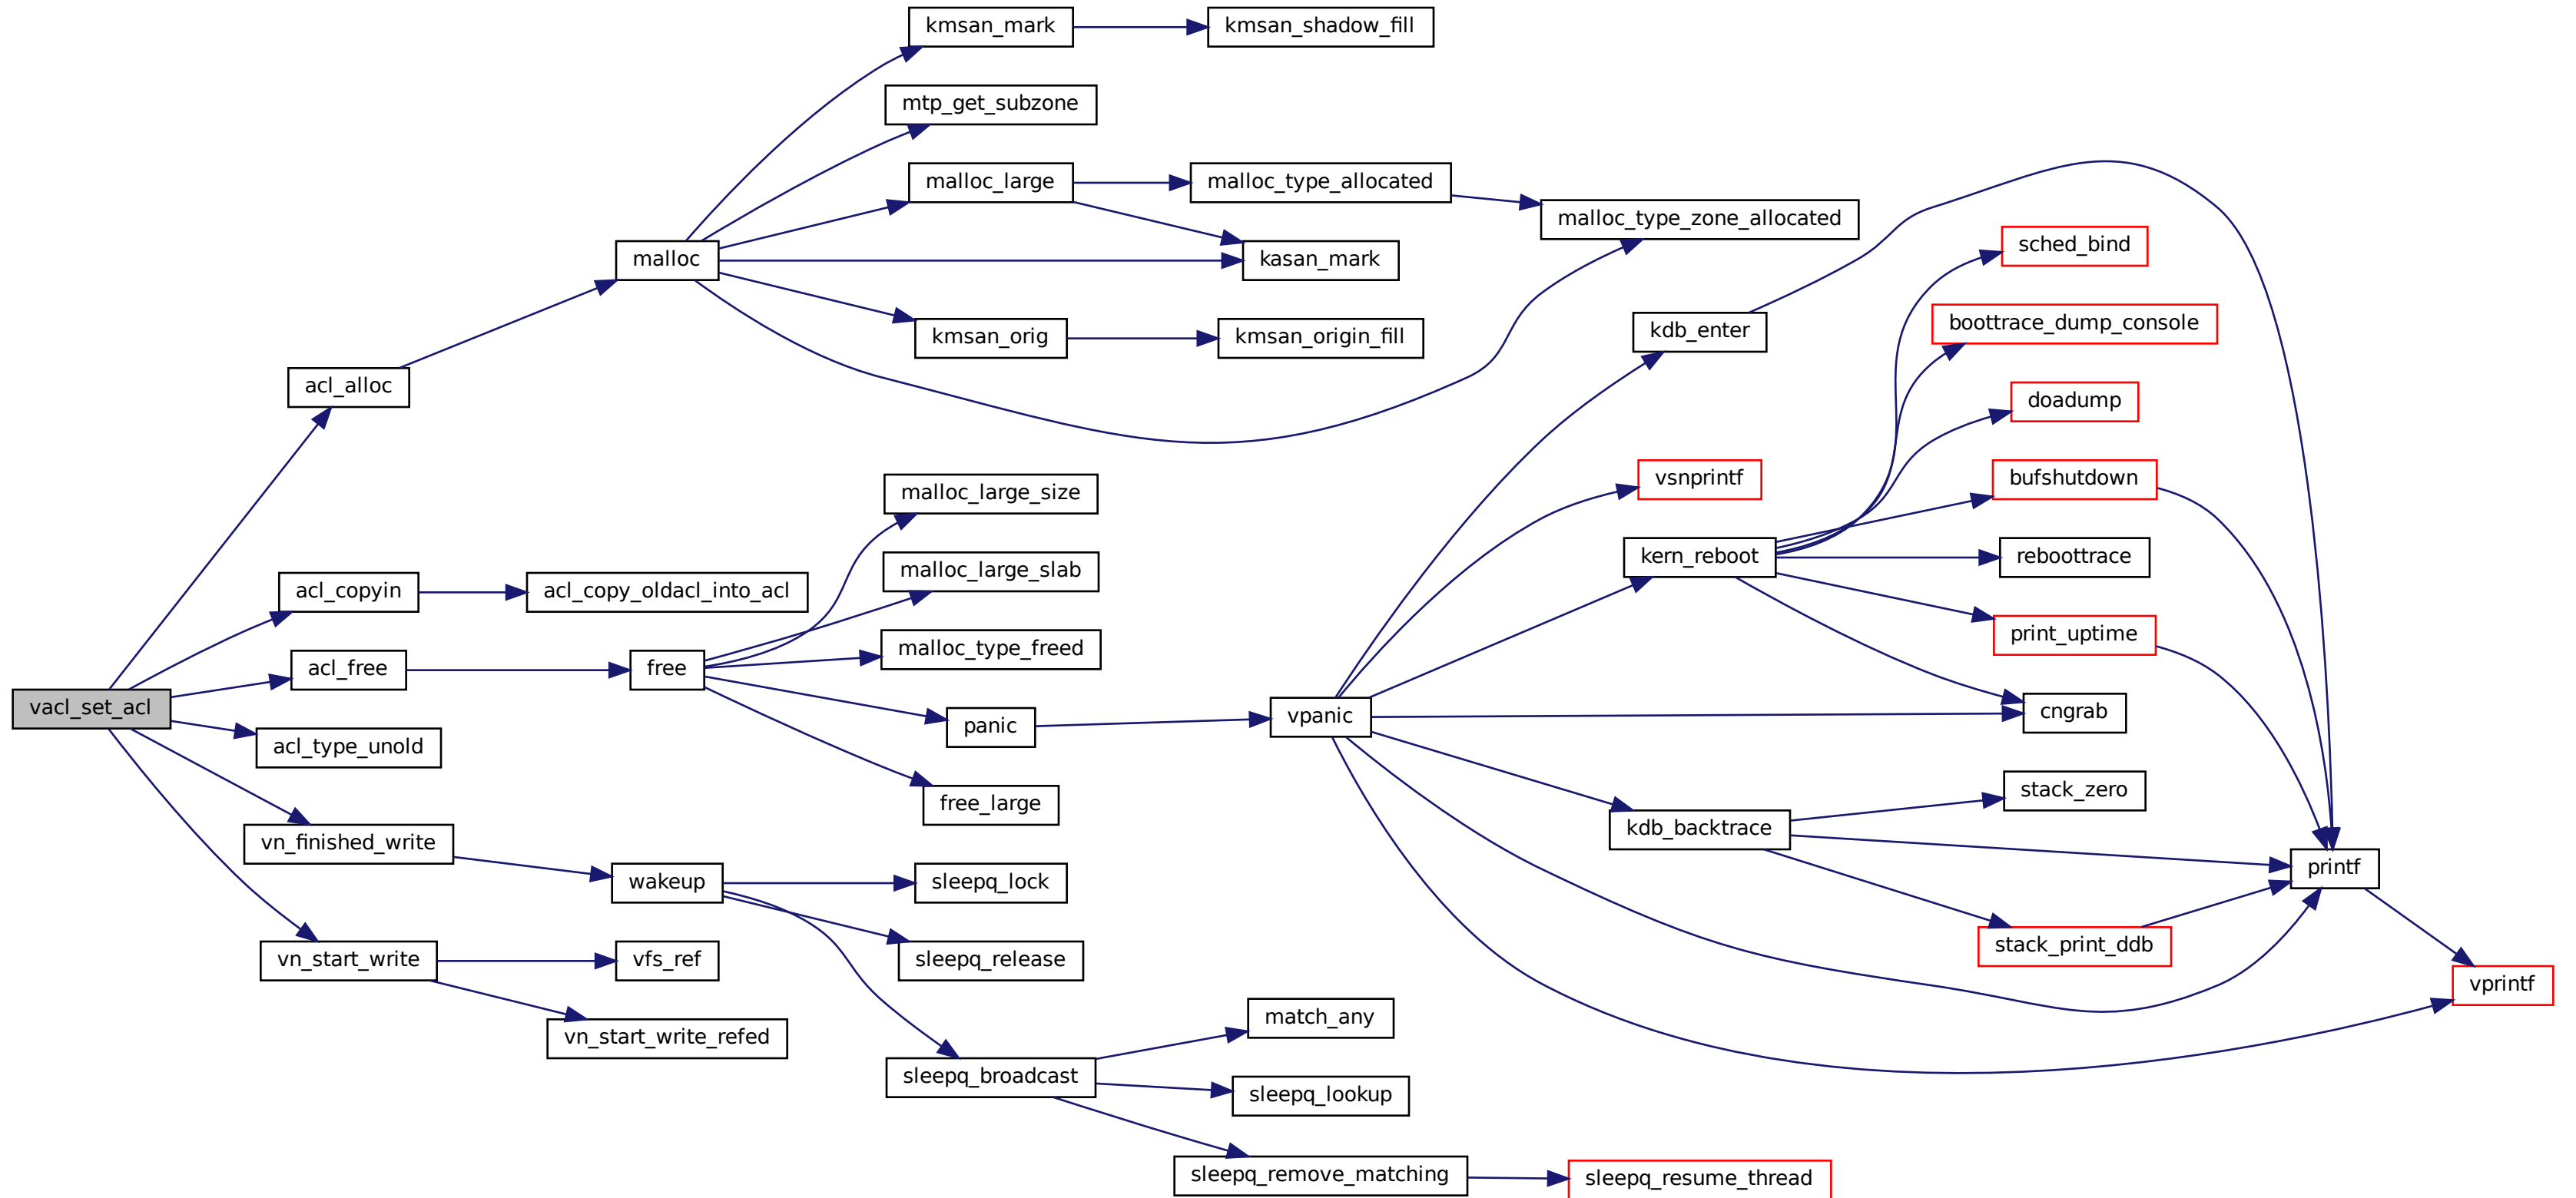 vacl_set_acl
acl_alloc
acl_copyin
acl_free
acl_type_unold
vn_finished_write
vn_start_write
malloc
acl_copy_oldacl_into_acl
free
wakeup
vfs_ref
vn_start_write_refed
kmsan_mark
mtp_get_subzone
malloc_large
kmsan_orig
malloc_large_size
malloc_large_slab
malloc_type_freed
panic
free_large
sleepq_lock
sleepq_release
sleepq_broadcast
kmsan_shadow_fill
malloc_type_allocated
kasan_mark
kmsan_origin_fill
vpanic
match_any
sleepq_lookup
sleepq_remove_matching
malloc_type_zone_allocated
kdb_enter
vsnprintf
kern_reboot
kdb_backtrace
sleepq_resume_thread
sched_bind
boottrace_dump_console
doadump
bufshutdown
reboottrace
print_uptime
cngrab
stack_zero
stack_print_ddb
printf
vprintf